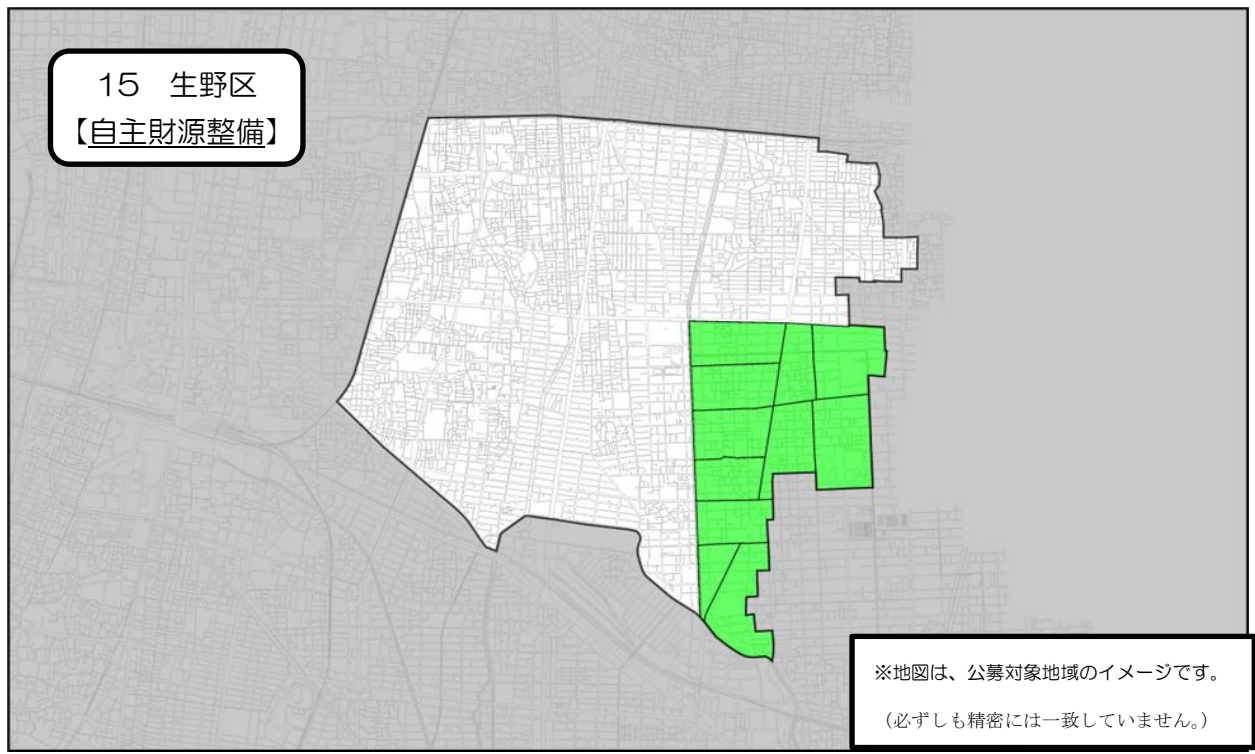 15　生野区
【自主財源整備】
※地図は、公募対象地域のイメージです。
（必ずしも精密には一致していません。）